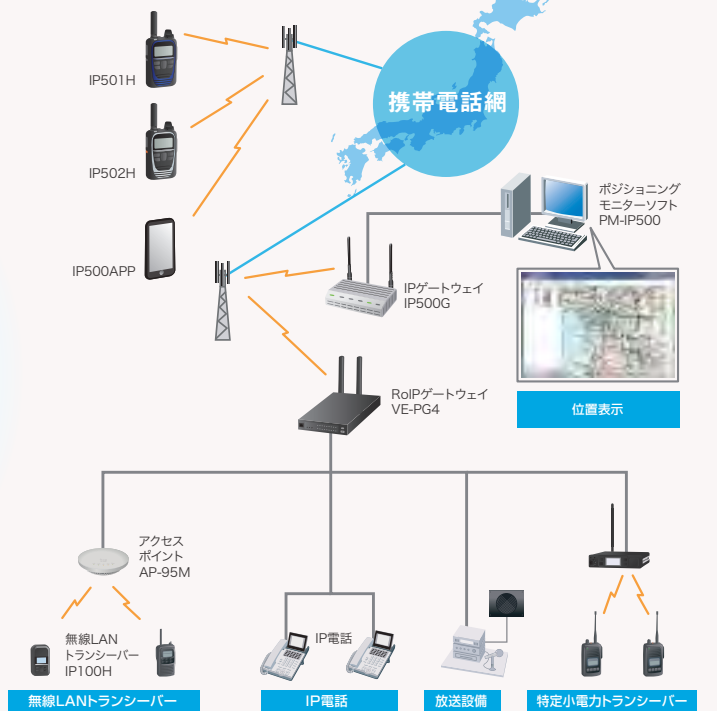 携帯電話網
IP501H
IP502H
IP500APP
ポジショニング
モニターソフト
PM-IP500
IPゲートウェイ
IP500G
位置表示
RoIPゲートウェイ
VE-PG4
アクセス
ポイント
AP-95M
無線LAN
トランシーバー
IP100H
IP電話
無線LANトランシーバー
IP電話
放送設備
特定小電力トランシーバー